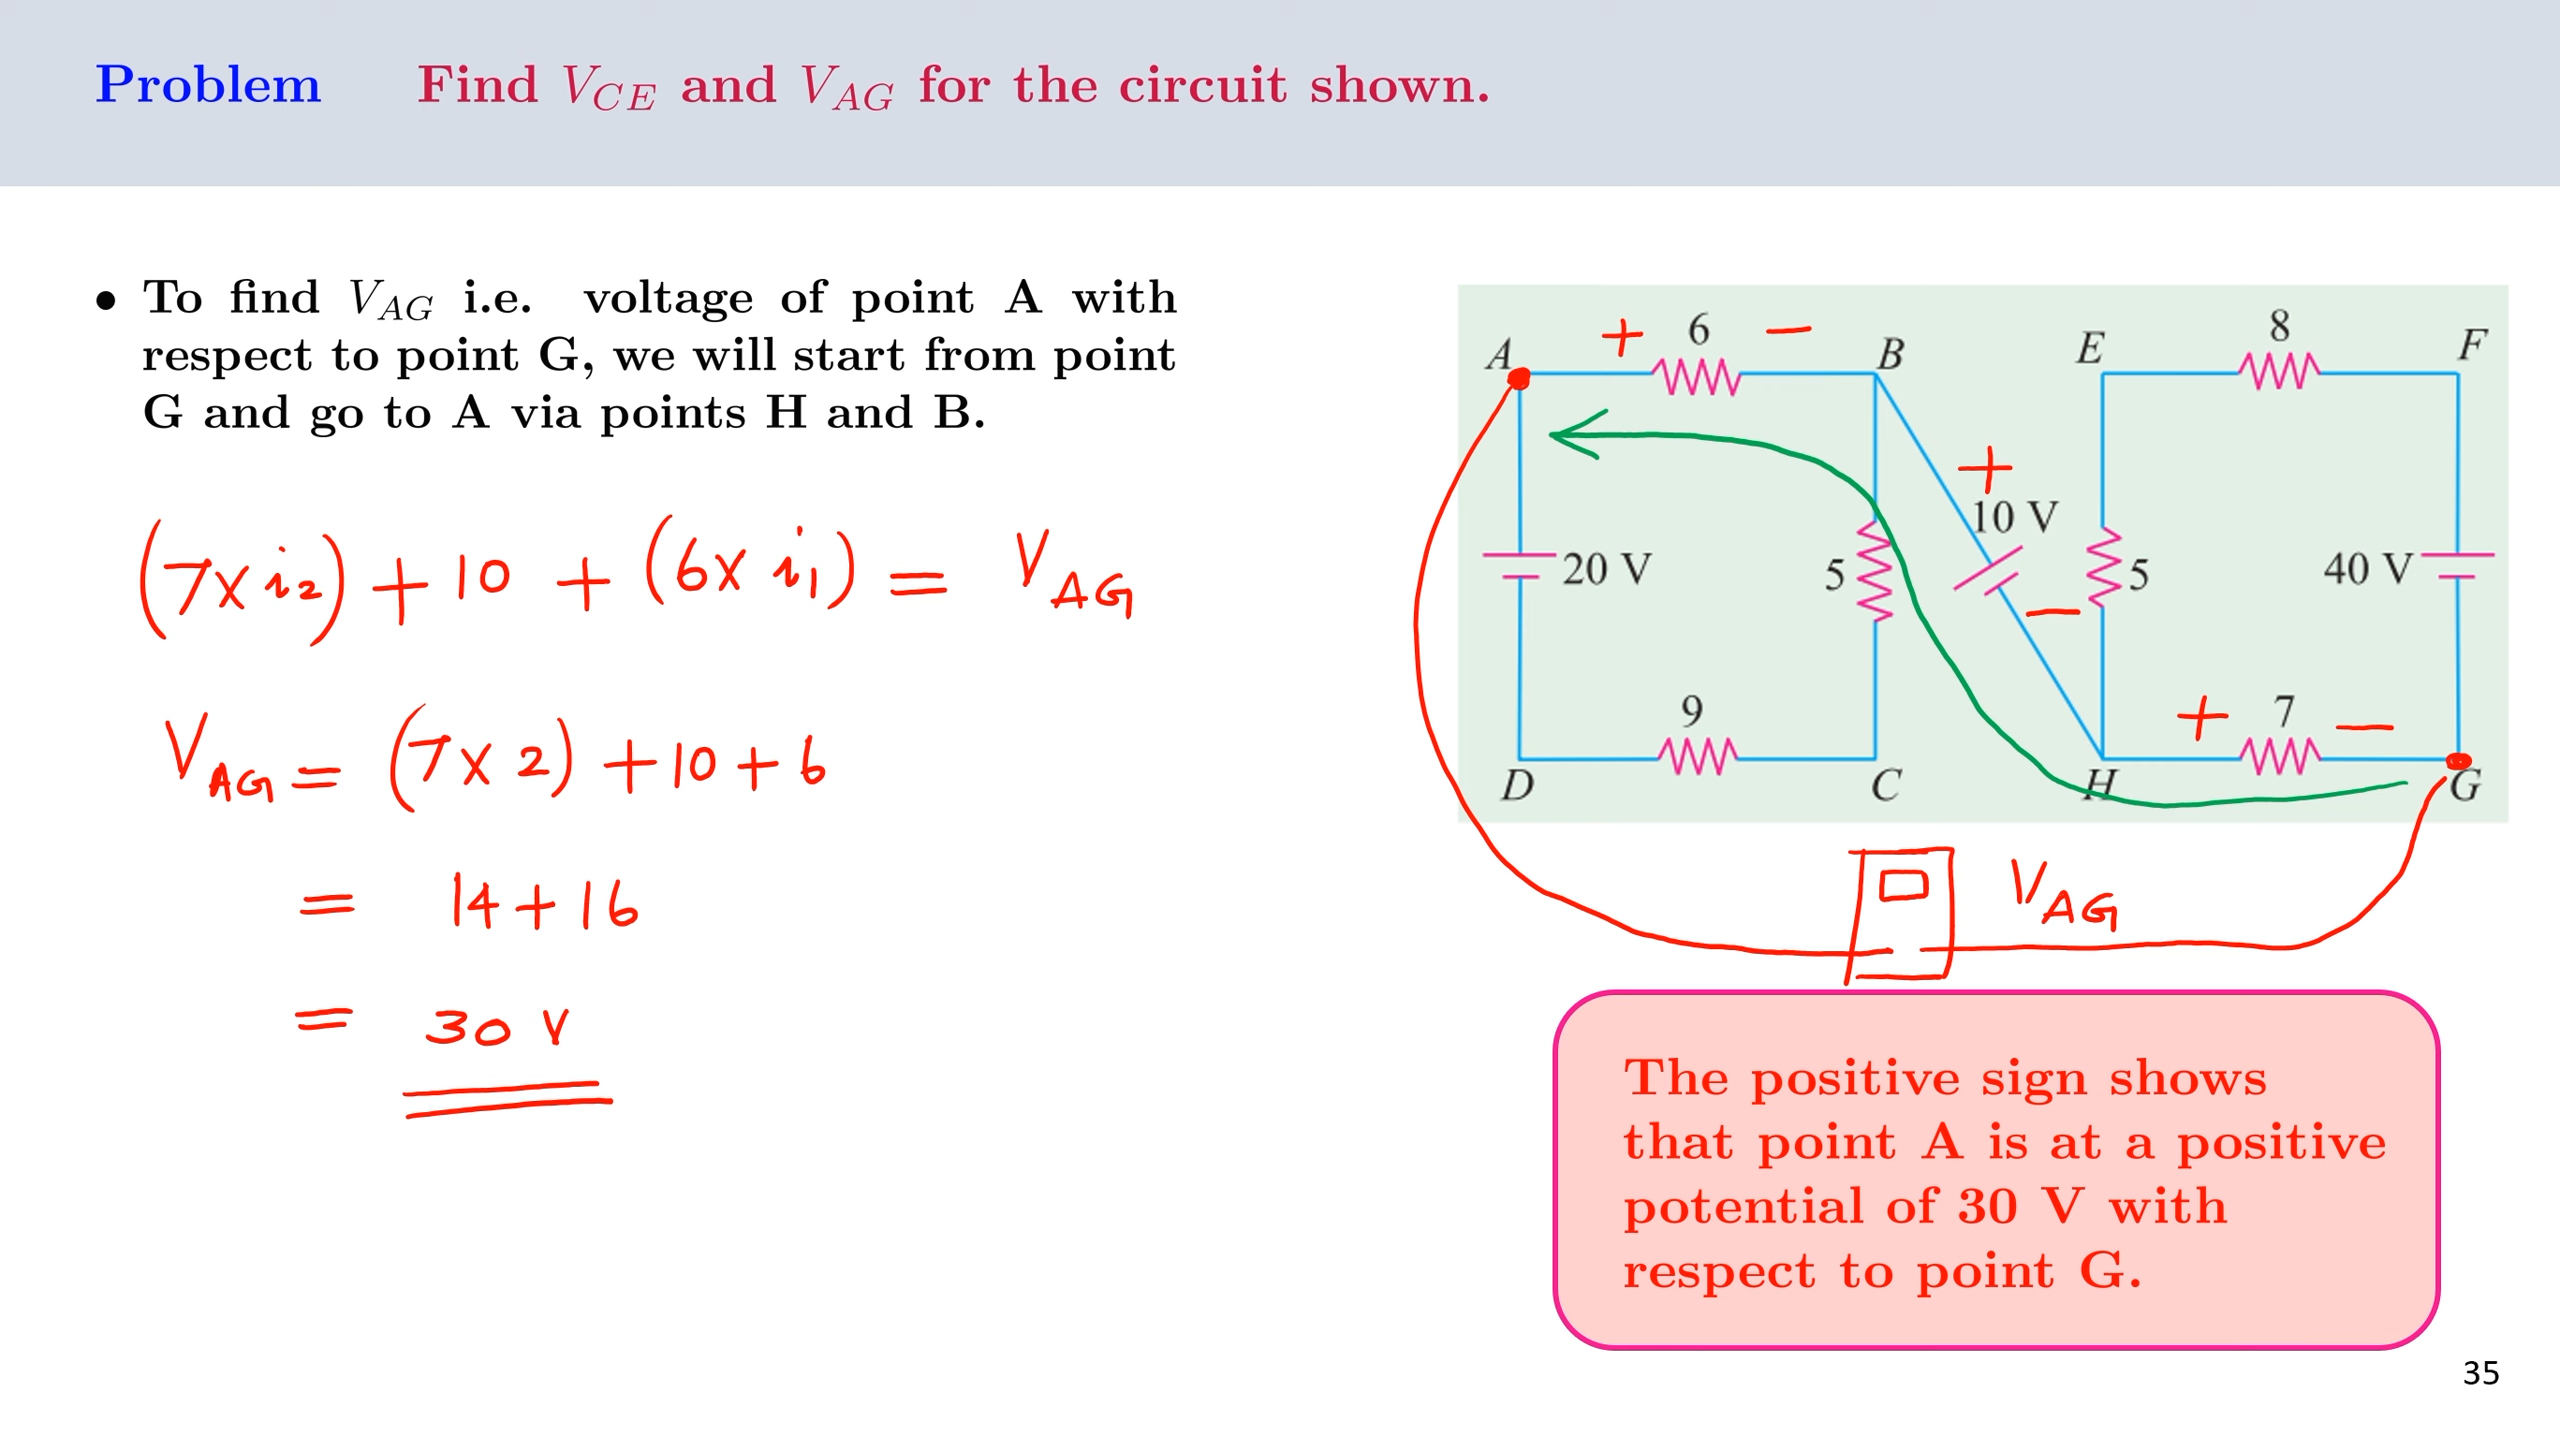 Problem Find V_CE and V_AG for the circuit shown.
• To find V_AG i.e. voltage of point A with
respect to point G, we will start from point
G and go to A via points H and B.
(7 x i₂) + 10 + (6 x i₁) = V_AG
V_AG = (7 x 2) + 10 + 6
= 14 + 16
= 30 V
A + 6 − B E 8 F
+
10 V
20 V 5 5 40 V
−
9 + 7 −
D C H G
V_AG
The positive sign shows
that point A is at a positive
potential of 30 V with
respect to point G.
35